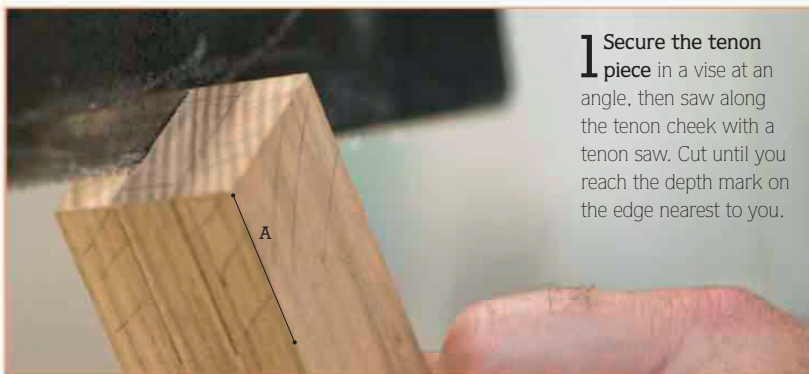 1 Secure the tenon
piece in a vise at an
angle, then saw along
the tenon cheek with a
tenon saw. Cut until you
reach the depth mark on
the edge nearest to you.
A